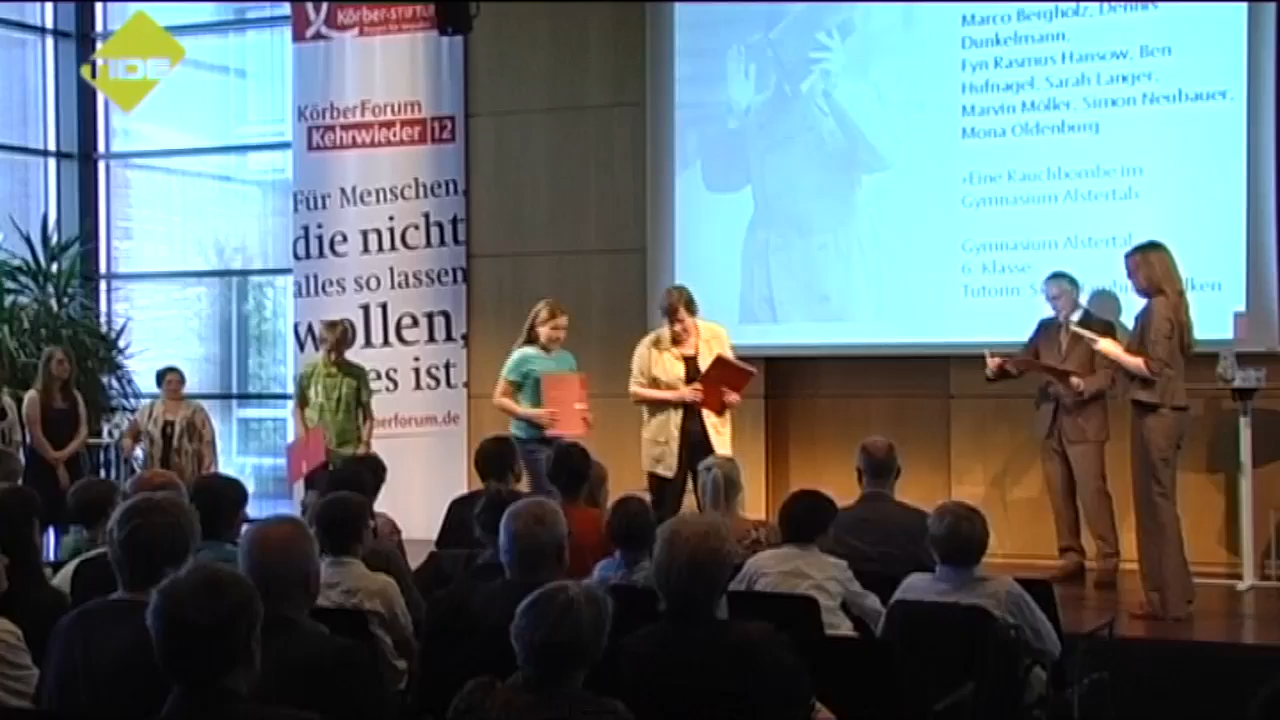 TIDE
Körber-STIFTUNG
KörberForum
Kehrwieder 12
Für Menschen,
die nicht
alles so lassen
wollen,
es ist.
berforum.de
Marco Bergholz, Dennis
Dunkelmann,
Fyn Rasmus Hansow, Ben
Hufnagel, Sarah Langer,
Marvin Möller, Simon Neubauer,
Mona Oldenburg
»Eine Rauchbombe im
Gymnasium Alstertal«
Gymnasium Alstertal
6. Klasse
Tutorin: